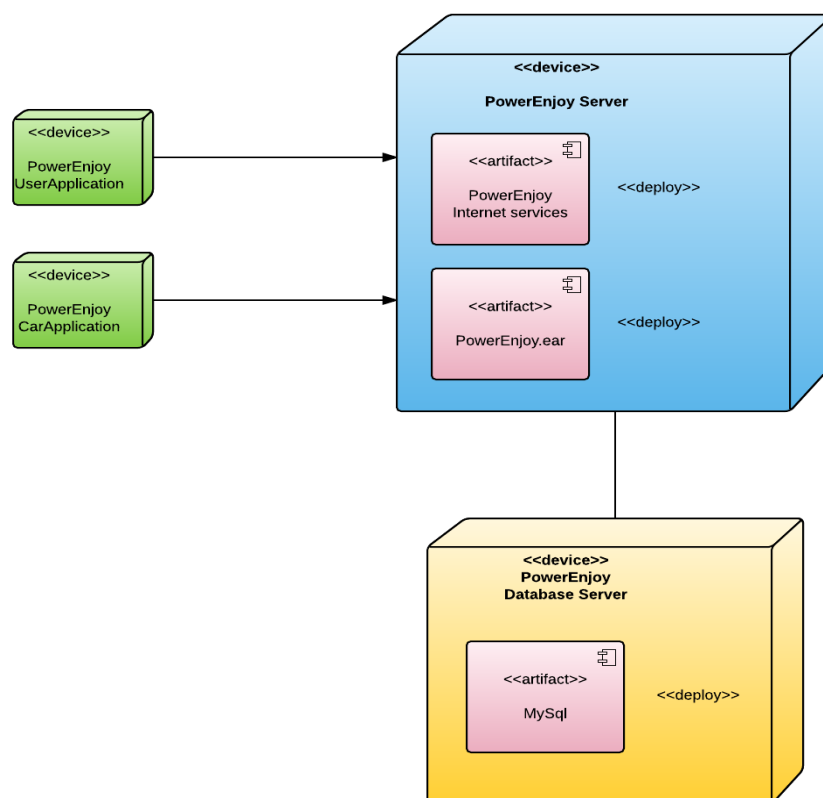 <<device>>
PowerEnjoy
UserApplication
<<device>>
PowerEnjoy
CarApplication
<<device>>
PowerEnjoy Server
<<artifact>>
PowerEnjoy
Internet services
<<deploy>>
<<artifact>>
PowerEnjoy.ear
<<deploy>>
<<device>>
PowerEnjoy
Database Server
<<artifact>>
MySql
<<deploy>>